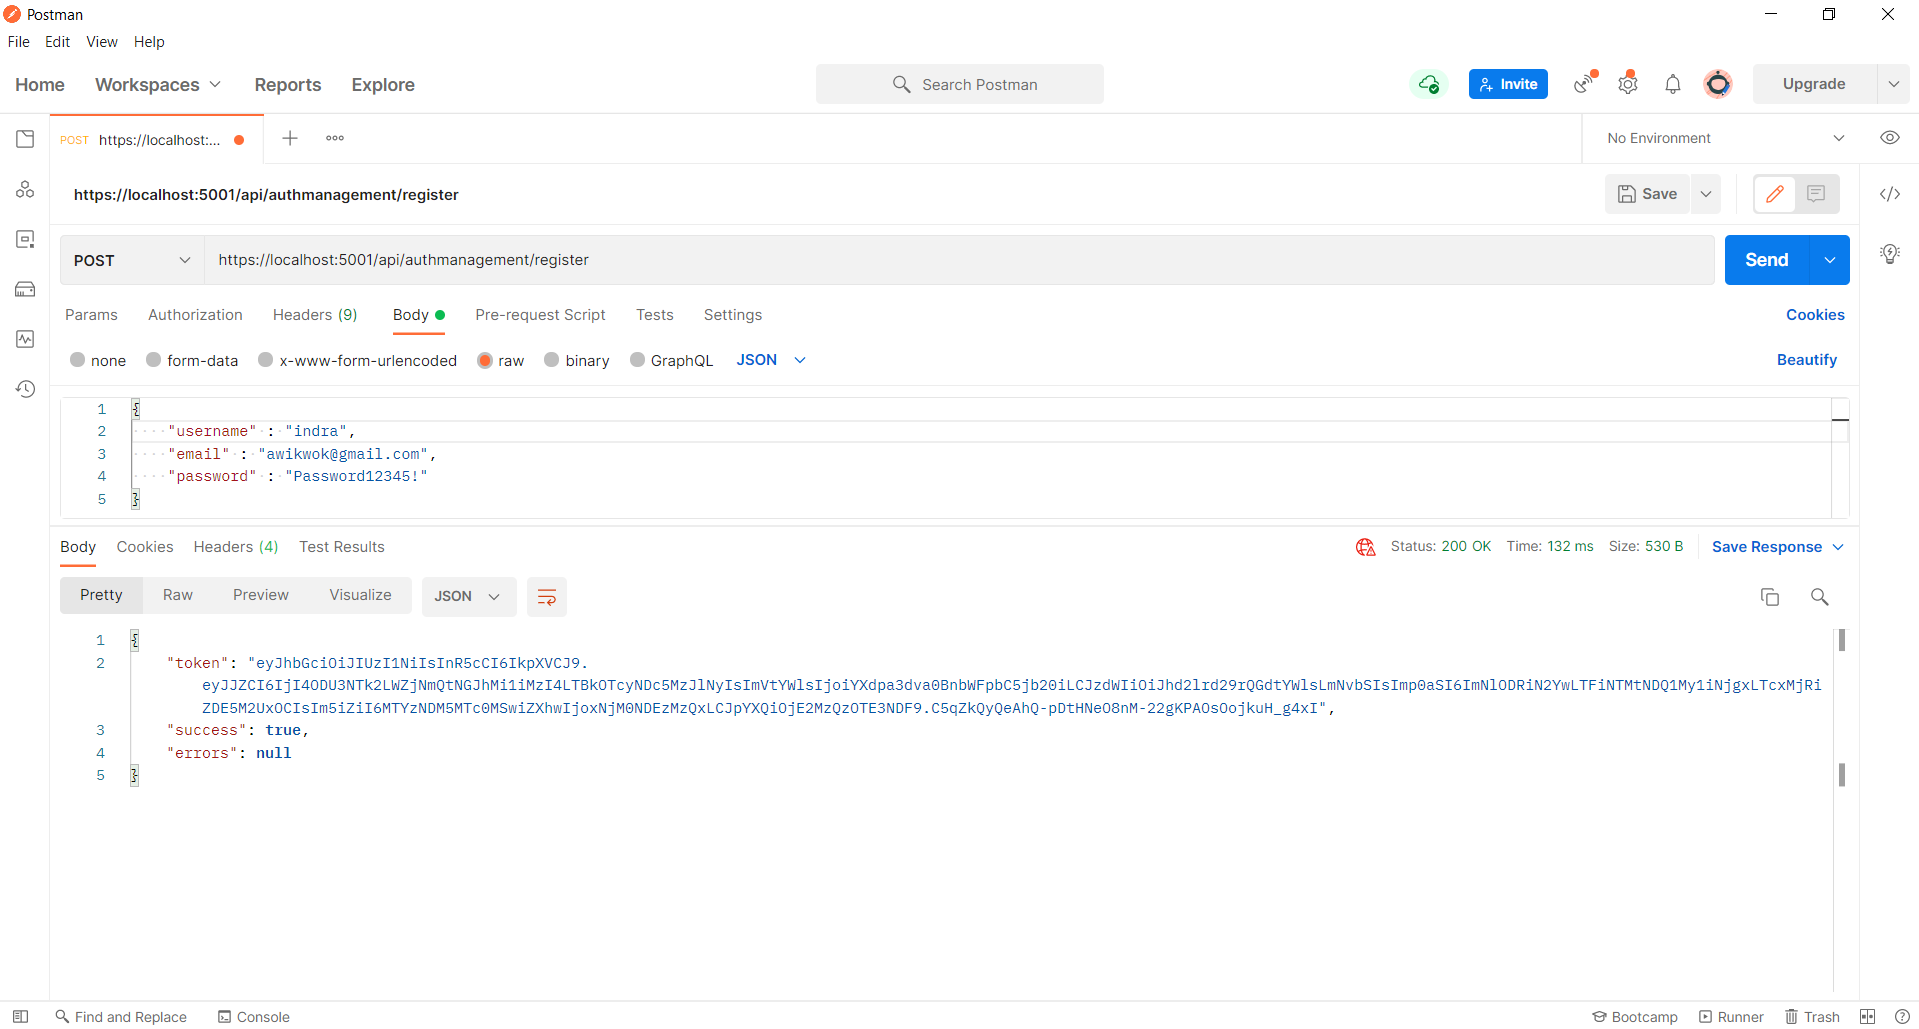 Postman
File Edit View Help
Home Workspaces Reports Explore Search Postman Invite Upgrade
POST https://localhost:... No Environment
https://localhost:5001/api/authmanagement/register Save
POST https://localhost:5001/api/authmanagement/register Send
Params Authorization Headers (9) Body Pre-request Script Tests Settings Cookies
none form-data x-www-form-urlencoded raw binary GraphQL JSON Beautify
1 {
2 "username" : "indra",
3 "email" : "awikwok@gmail.com",
4 "password" : "Password12345!"
5 }
Body Cookies Headers (4) Test Results Status: 200 OK Time: 132 ms Size: 530 B Save Response
Pretty Raw Preview Visualize JSON
1 {
2 "token": "eyJhbGciOiJIUzI1NiIsInR5cCI6IkpXVCJ9.
eyJJZCI6IjI4ODU3NTk2LWZjNmQtNGJhMi1iMzI4LTBkOTcyNDc5MzJlNyIsImVtYWlsIjoiYXdpa3dva0BnbWFpbC5jb20iLCJzdWIiOiJhd2lrd29rQGdtYWlsLmNvbSIsImp0aSI6ImNlODRiN2YwLTFiNTMtNDQ1My1iNjgxLTcxMjRi
ZDE5M2UxOCIsIm5iZiI6MTYzNDM5MTc0MSwiZXhwIjoxNjM0NDEzMzQxLCJpYXQiOjE2MzQzOTE3NDF9.C5qZkQyQeAhQ-pDtHNeO8nM-22gKPAOsOojkuH_g4xI",
3 "success": true,
4 "errors": null
5 }
Find and Replace Console Bootcamp Runner Trash